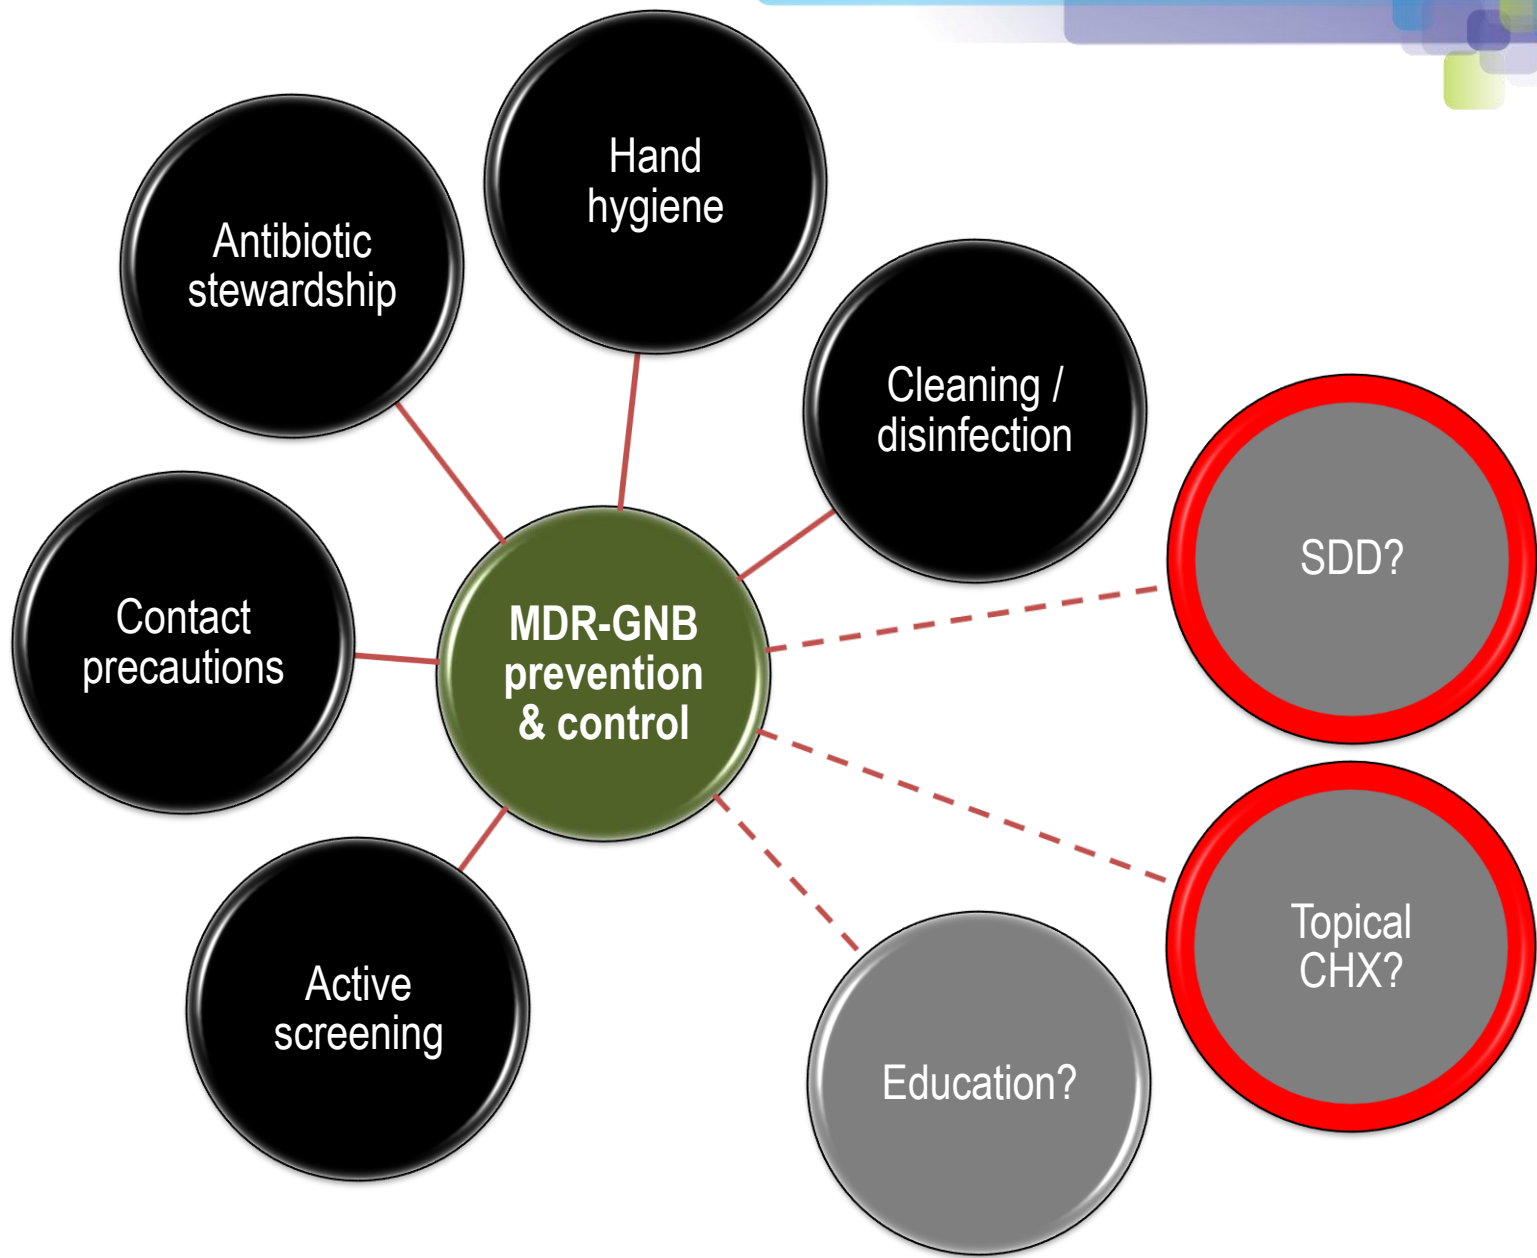 Hand
hygiene
Antibiotic
stewardship
Cleaning /
disinfection
SDD?
Contact
precautions
MDR-GNB
prevention
& control
Topical
CHX?
Active
screening
Education?